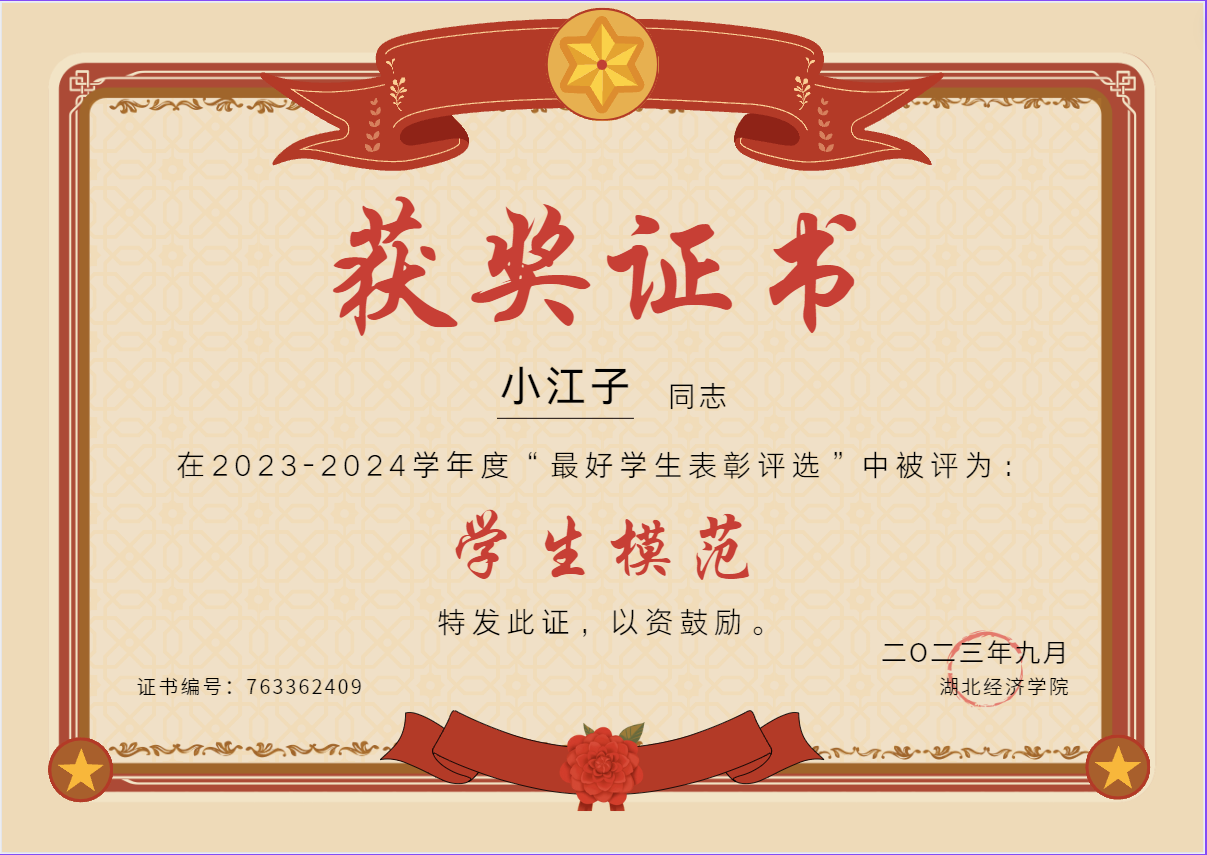 获奖证书
小江子 同志
在2023-2024学年度“最好学生表彰评选”中被评为：
学生模范
特发此证，以资鼓励。
二〇二三年九月
证书编号：763362409 湖北经济学院